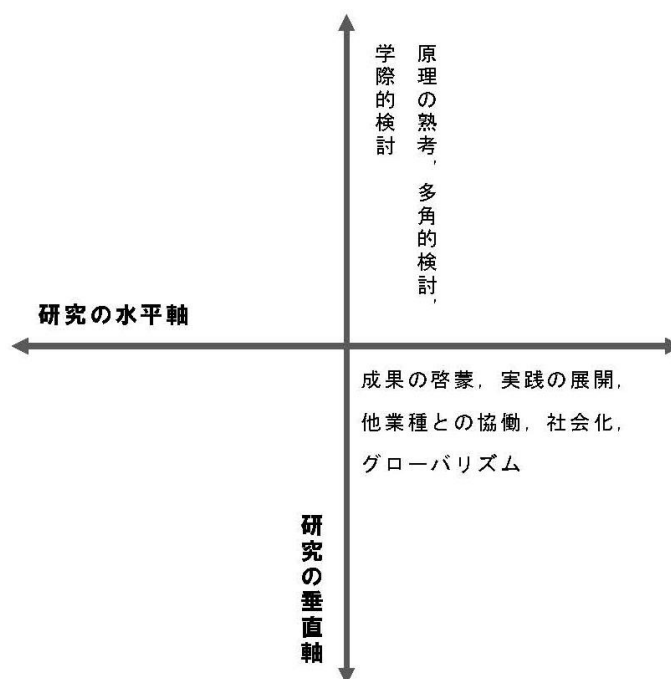 原理の熟考，多角的検討，
学際的検討
研究の水平軸
成果の啓蒙，実践の展開，
他業種との協働，社会化，
グローバリズム
研究の垂直軸